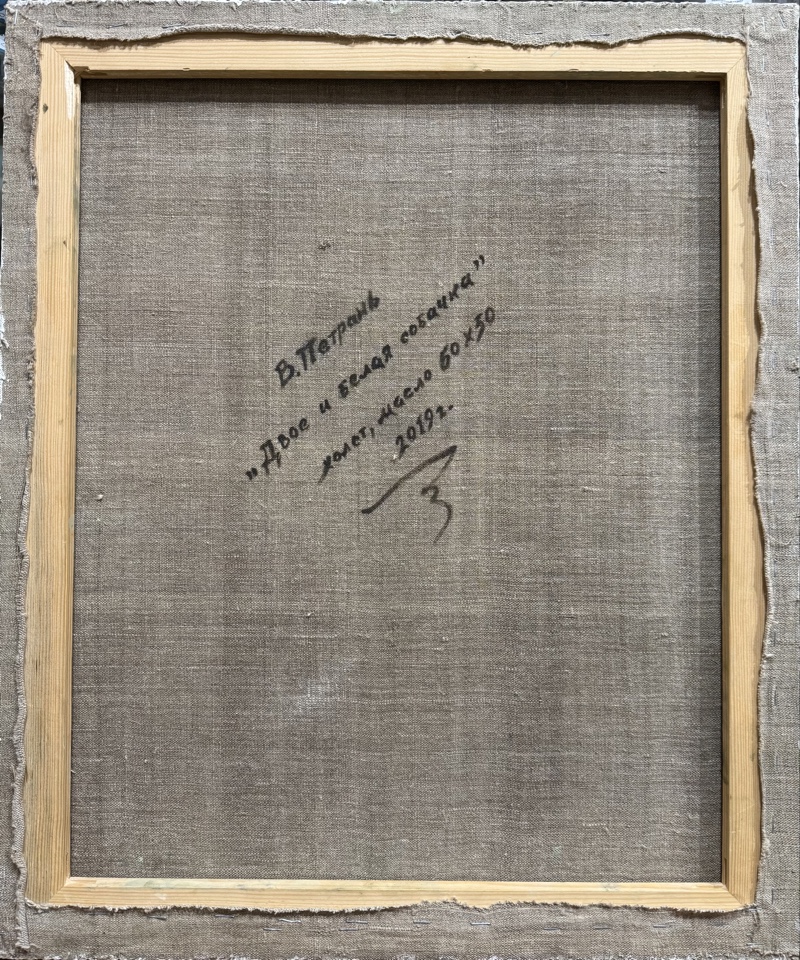 В. Петрань
„Двое и белая собачка”
холст, масло 60х50
2019г.